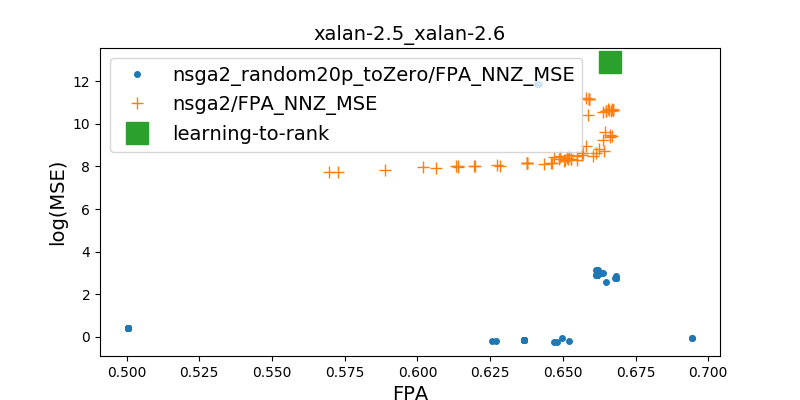 xalan-2.5_xalan-2.6
nsga2_random20p_toZero/FPA_NNZ_MSE
nsga2/FPA_NNZ_MSE
learning-to-rank
log(MSE)
12
10
8
6
4
2
0
0.500 0.525 0.550 0.575 0.600 0.625 0.650 0.675 0.700
FPA